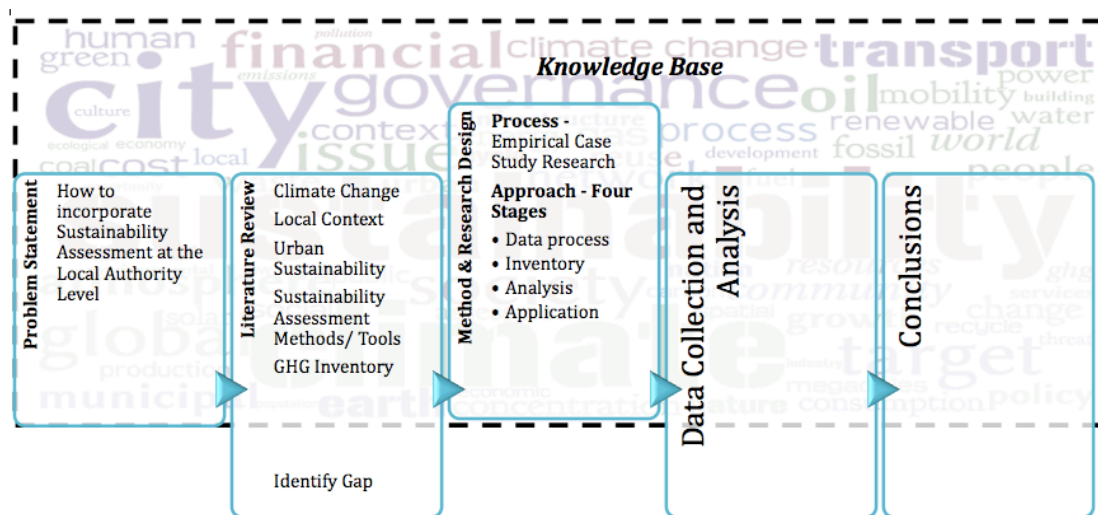 human
green
pollution
financial
climate change
transport
Knowledge Base
power
city
emissions
governance
oil
mobility
building
culture
context
process
renewable
water
ecological economy
issue
development
fossil
world
coal
cost
local
network
fuel
people
Problem Statement
How to
incorporate
Sustainability
Assessment at the
Local Authority
Level
Literature Review
Climate Change
Local Context
Urban
Sustainability
Sustainability
Assessment
Methods/ Tools
GHG Inventory
Identify Gap
Method & Research Design
Process -
Empirical Case
Study Research
Approach - Four
Stages
• Data process
• Inventory
• Analysis
• Application
Data Collection and
Analysis
Conclusions
sustainability
society
resources
ghg
community
services
global
solar
climate
growth
change
recycle
threat
production
industry
target
municipal
earth
economic
concentration
megacities
consumption
policy